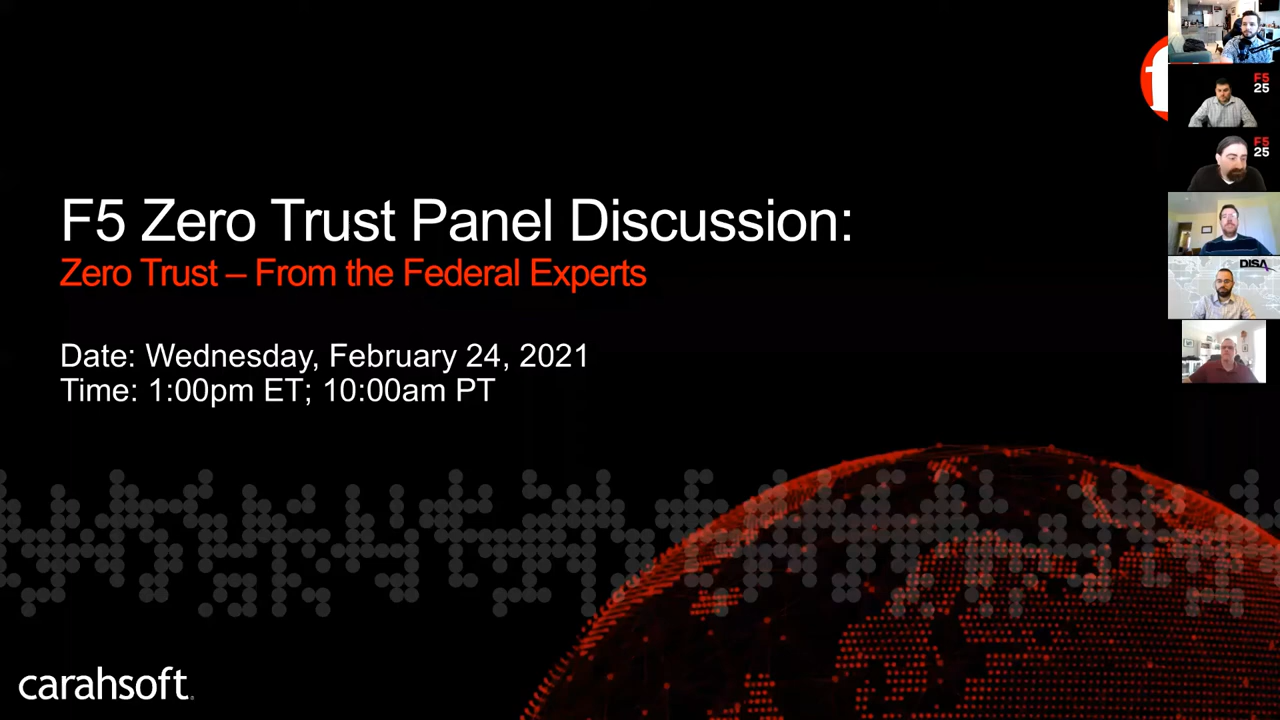 F5 Zero Trust Panel Discussion:
Zero Trust – From the Federal Experts
Date: Wednesday, February 24, 2021
Time: 1:00pm ET; 10:00am PT
carahsoft.
F5
25
F5
25
DISA